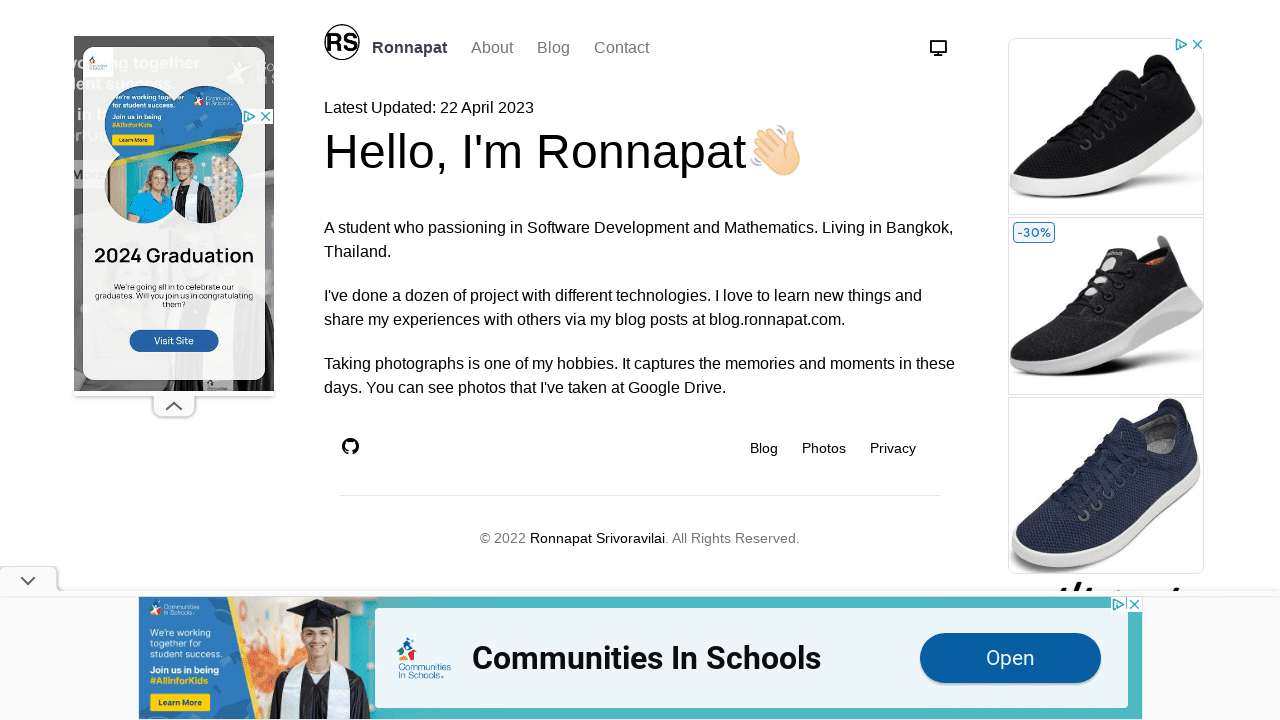 RS
Ronnapat About Blog Contact
Latest Updated: 22 April 2023
Hello, I'm Ronnapat👋🏻
A student who passioning in Software Development and Mathematics. Living in Bangkok,
Thailand.
I've done a dozen of project with different technologies. I love to learn new things and
share my experiences with others via my blog posts at blog.ronnapat.com.
Taking photographs is one of my hobbies. It captures the memories and moments in these
days. You can see photos that I've taken at Google Drive.
Blog Photos Privacy
© 2022 Ronnapat Srivoravilai. All Rights Reserved.
We're working together
for student success.
Join us in being
#AllinforKids
Learn More
2024 Graduation
We're going all in to celebrate our
graduates. Will you join us in congratulating
them?
Visit Site
-30%
Communities
In Schools
We're working
together for
student success.
Join us in being
#AllinforKids
Learn More
Communities
In Schools
Communities In Schools
Open